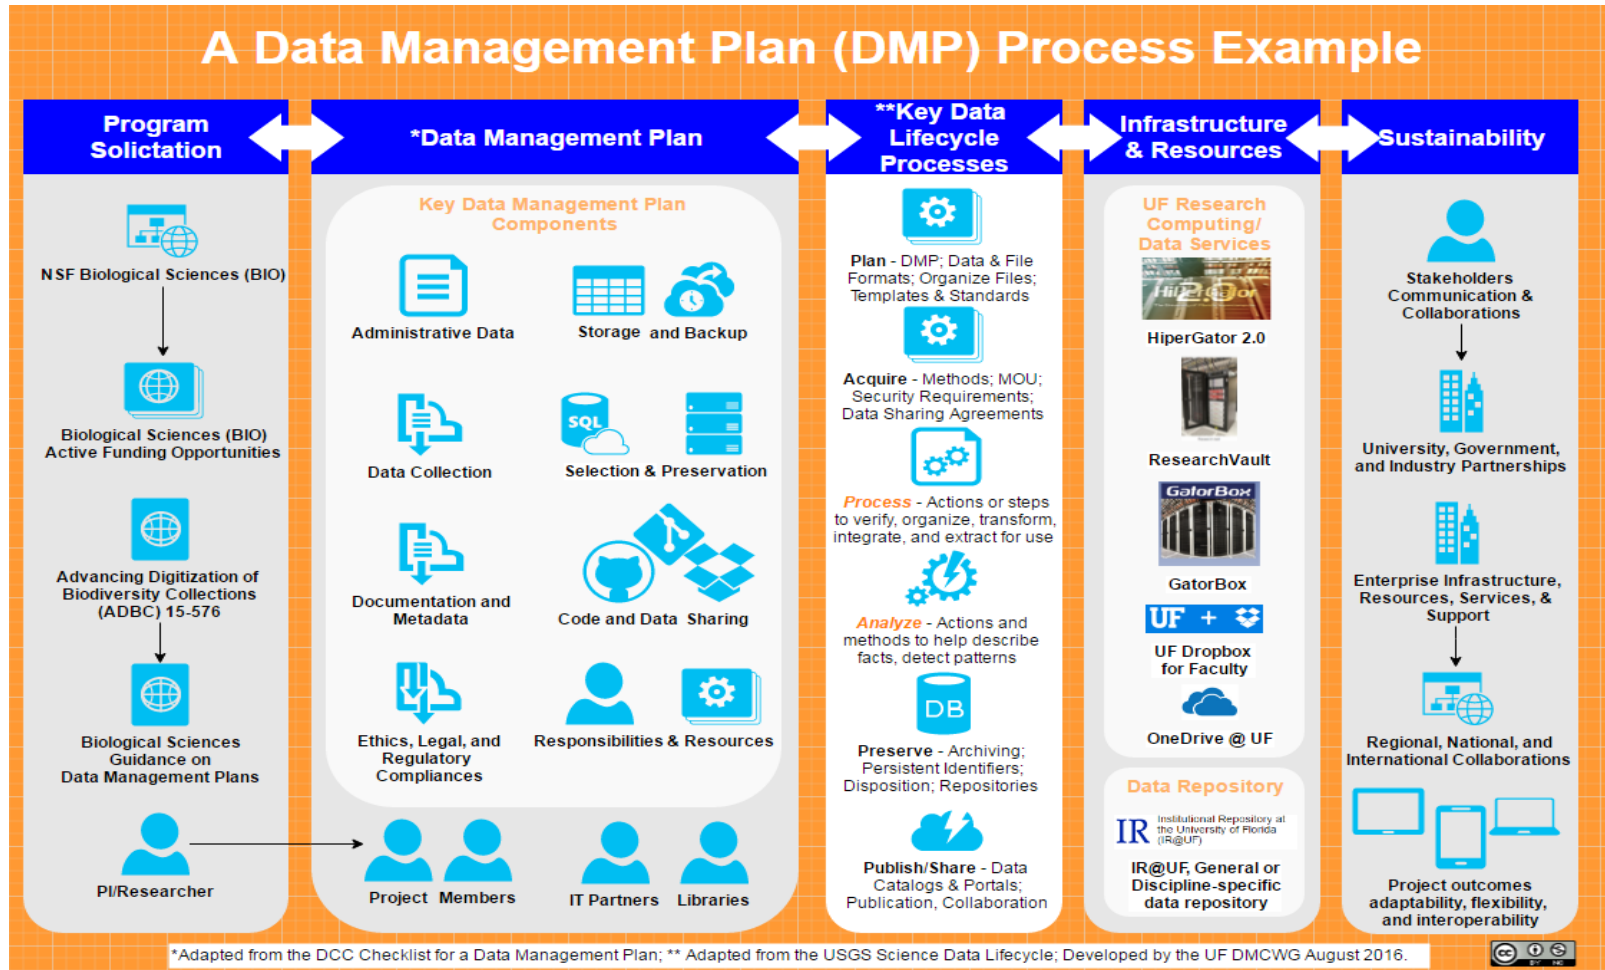 A Data Management Plan (DMP) Process Example
Program
Solictation
*Data Management Plan
**Key Data
Lifecycle
Processes
Infrastructure
& Resources
Sustainability
NSF Biological Sciences (BIO)
Biological Sciences (BIO)
Active Funding Opportunities
Advancing Digitization of
Biodiversity Collections
(ADBC) 15-576
Biological Sciences
Guidance on
Data Management Plans
PI/Researcher
Key Data Management Plan
Components
Administrative Data
Storage and Backup
Data Collection
SQL
Selection & Preservation
Documentation and
Metadata
Code and Data Sharing
Ethics, Legal, and
Regulatory
Compliances
Responsibilities & Resources
Project Members
IT Partners
Libraries
Plan - DMP; Data & File
Formats; Organize Files;
Templates & Standards
Acquire - Methods; MOU;
Security Requirements;
Data Sharing Agreements
Process - Actions or steps
to verify, organize, transform,
integrate, and extract for use
Analyze - Actions and
methods to help describe
facts, detect patterns
DB
Preserve - Archiving;
Persistent Identifiers;
Disposition; Repositories
Publish/Share - Data
Catalogs & Portals;
Publication, Collaboration
UF Research
Computing/
Data Services
HiPerGator
2.0
HiperGator 2.0
ResearchVault
GatorBox
GatorBox
UF +
UF Dropbox
for Faculty
OneDrive @ UF
Data Repository
IR
Institutional Repository at
the University of Florida
(IR@UF)
IR@UF, General or
Discipline-specific
data repository
Stakeholders
Communication &
Collaborations
University, Government,
and Industry Partnerships
Enterprise Infrastructure,
Resources, Services, &
Support
Regional, National, and
International Collaborations
Project outcomes
adaptability, flexibility,
and interoperability
*Adapted from the DCC Checklist for a Data Management Plan; ** Adapted from the USGS Science Data Lifecycle; Developed by the UF DMCWG August 2016.
cc
BY NC